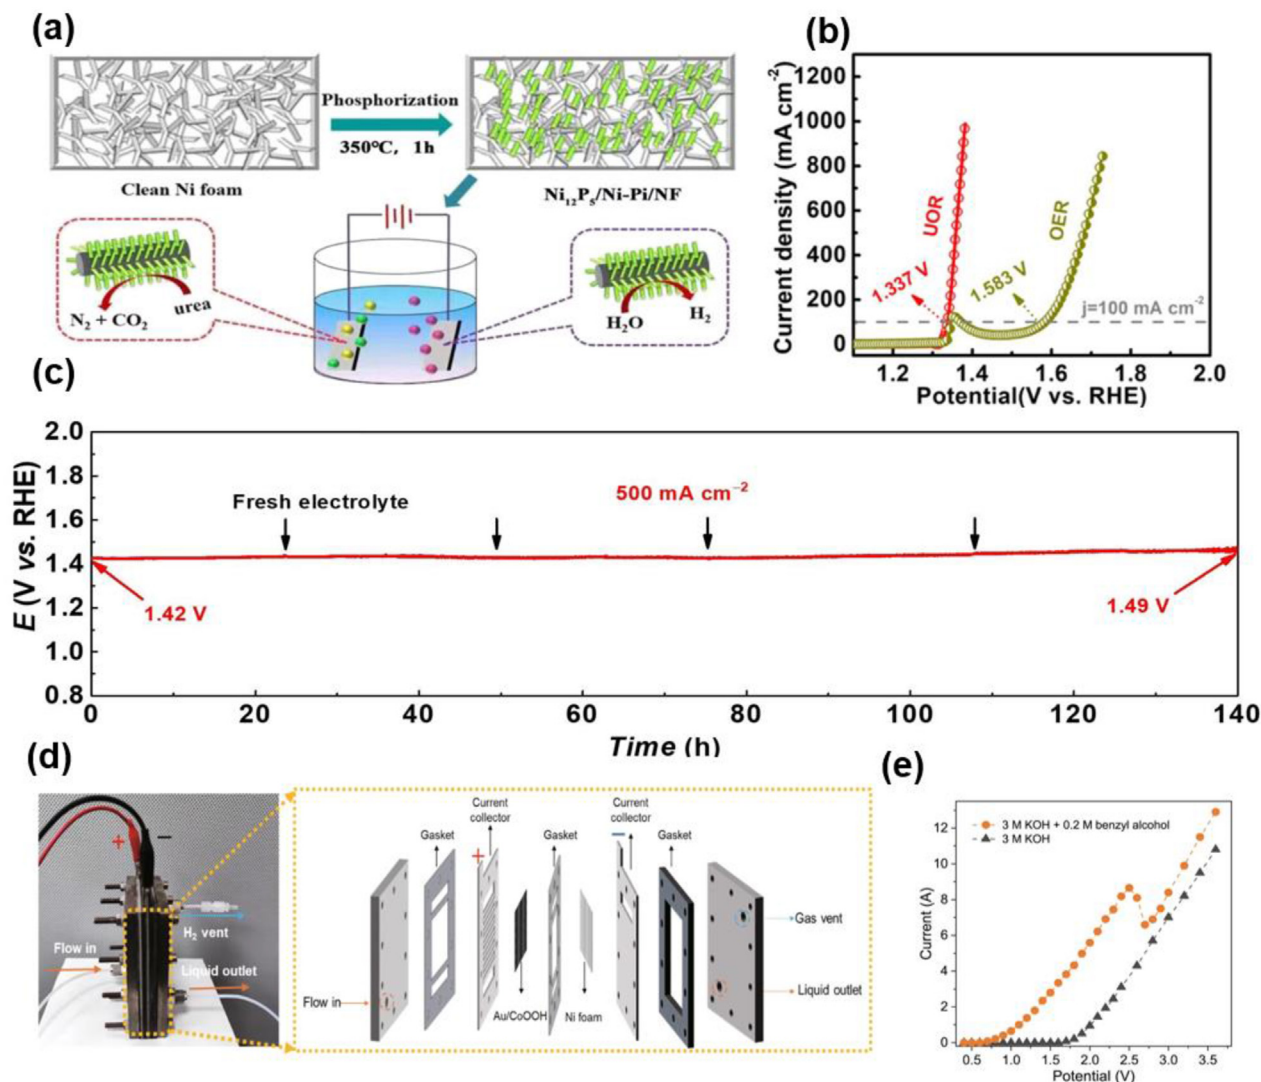 (a)
Phosphorization
350℃, 1h
Clean Ni foam
Ni₁₂P₅/Ni-Pi/NF
N₂ + CO₂
urea
H₂O
H₂
(b)
Current density (mA cm⁻²)
1200
1000
800
600
400
200
0
UOR
OER
1.337 V
1.583 V
j=100 mA cm⁻²
1.2
1.4
1.6
1.8
2.0
Potential(V vs. RHE)
(c)
E (V vs. RHE)
2.0
1.8
1.6
1.4
1.2
1.0
0.8
Fresh electrolyte
500 mA cm⁻²
1.42 V
1.49 V
0
20
40
60
80
100
120
140
Time (h)
(d)
+
−
H₂ vent
Flow in
Liquid outlet
Current
collector
Gasket
+
Gasket
Current
collector
−
Gasket
Gas vent
Flow in
Au/CoOOH
Ni foam
Liquid outlet
(e)
Current (A)
12
10
8
6
4
2
0
3 M KOH + 0.2 M benzyl alcohol
3 M KOH
0.5
1.0
1.5
2.0
2.5
3.0
3.5
Potential (V)